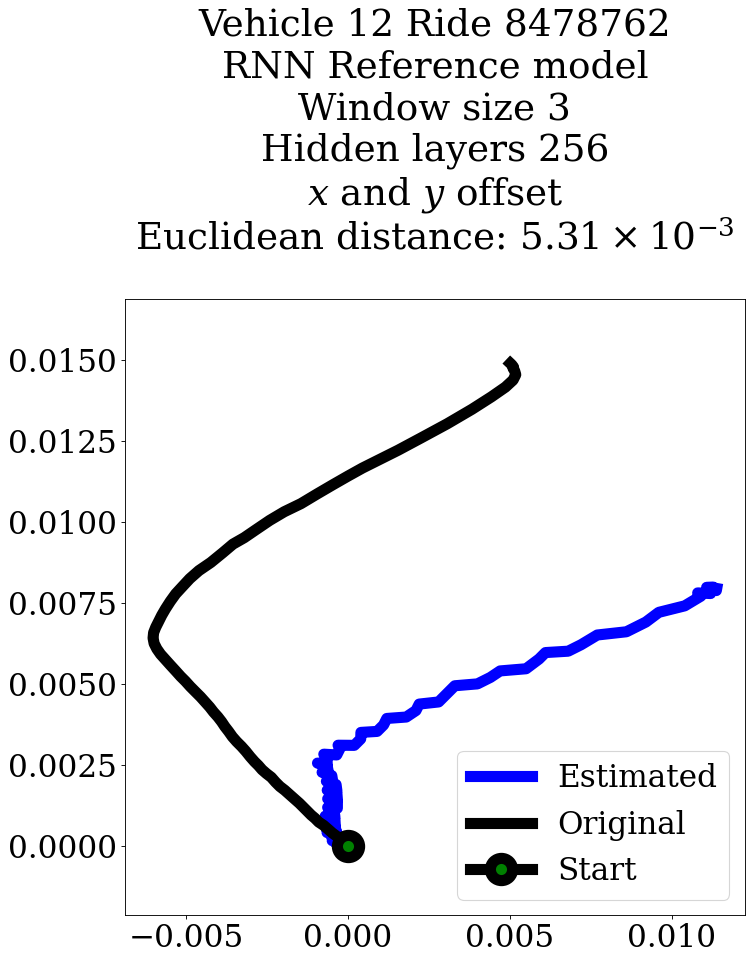 Vehicle 12 Ride 8478762
RNN Reference model
Window size 3
Hidden layers 256
x and y offset
Euclidean distance: 5.31 × 10⁻³
0.0150
0.0125
0.0100
0.0075
0.0050
0.0025
0.0000
Estimated
Original
Start
−0.005 0.000 0.005 0.010